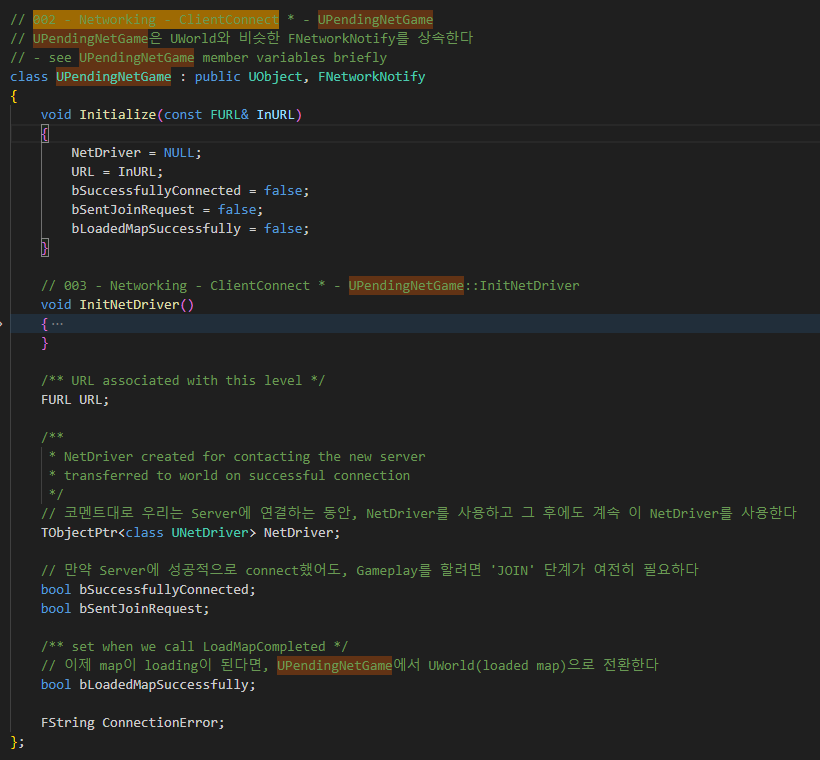 // 002 - Networking - ClientConnect * - UPendingNetGame
// UPendingNetGame은 UWorld와 비슷한 FNetworkNotify를 상속한다
// - see UPendingNetGame member variables briefly
class UPendingNetGame : public UObject, FNetworkNotify
{
void Initialize(const FURL& InURL)
{
NetDriver = NULL;
URL = InURL;
bSuccessfullyConnected = false;
bSentJoinRequest = false;
bLoadedMapSuccessfully = false;
}
// 003 - Networking - ClientConnect * - UPendingNetGame::InitNetDriver
void InitNetDriver()
{ ···
}
/** URL associated with this level */
FURL URL;
/**
* NetDriver created for contacting the new server
* transferred to world on successful connection
*/
// 코멘트대로 우리는 Server에 연결하는 동안, NetDriver를 사용하고 그 후에도 계속 이 NetDriver를 사용한다
TObjectPtr<class UNetDriver> NetDriver;
// 만약 Server에 성공적으로 connect했어도, Gameplay를 할려면 'JOIN' 단계가 여전히 필요하다
bool bSuccessfullyConnected;
bool bSentJoinRequest;
/** set when we call LoadMapCompleted */
// 이제 map이 loading이 된다면, UPendingNetGame에서 UWorld(loaded map)으로 전환한다
bool bLoadedMapSuccessfully;
FString ConnectionError;
};